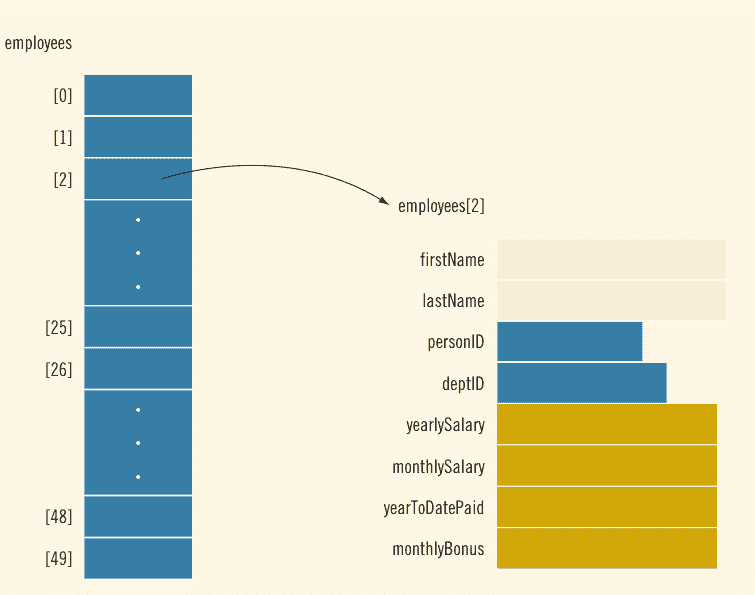 employees
[0]
[1]
[2]
[25]
[26]
[48]
[49]
employees[2]
firstName
lastName
personID
deptID
yearlySalary
monthlySalary
yearToDatePaid
monthlyBonus